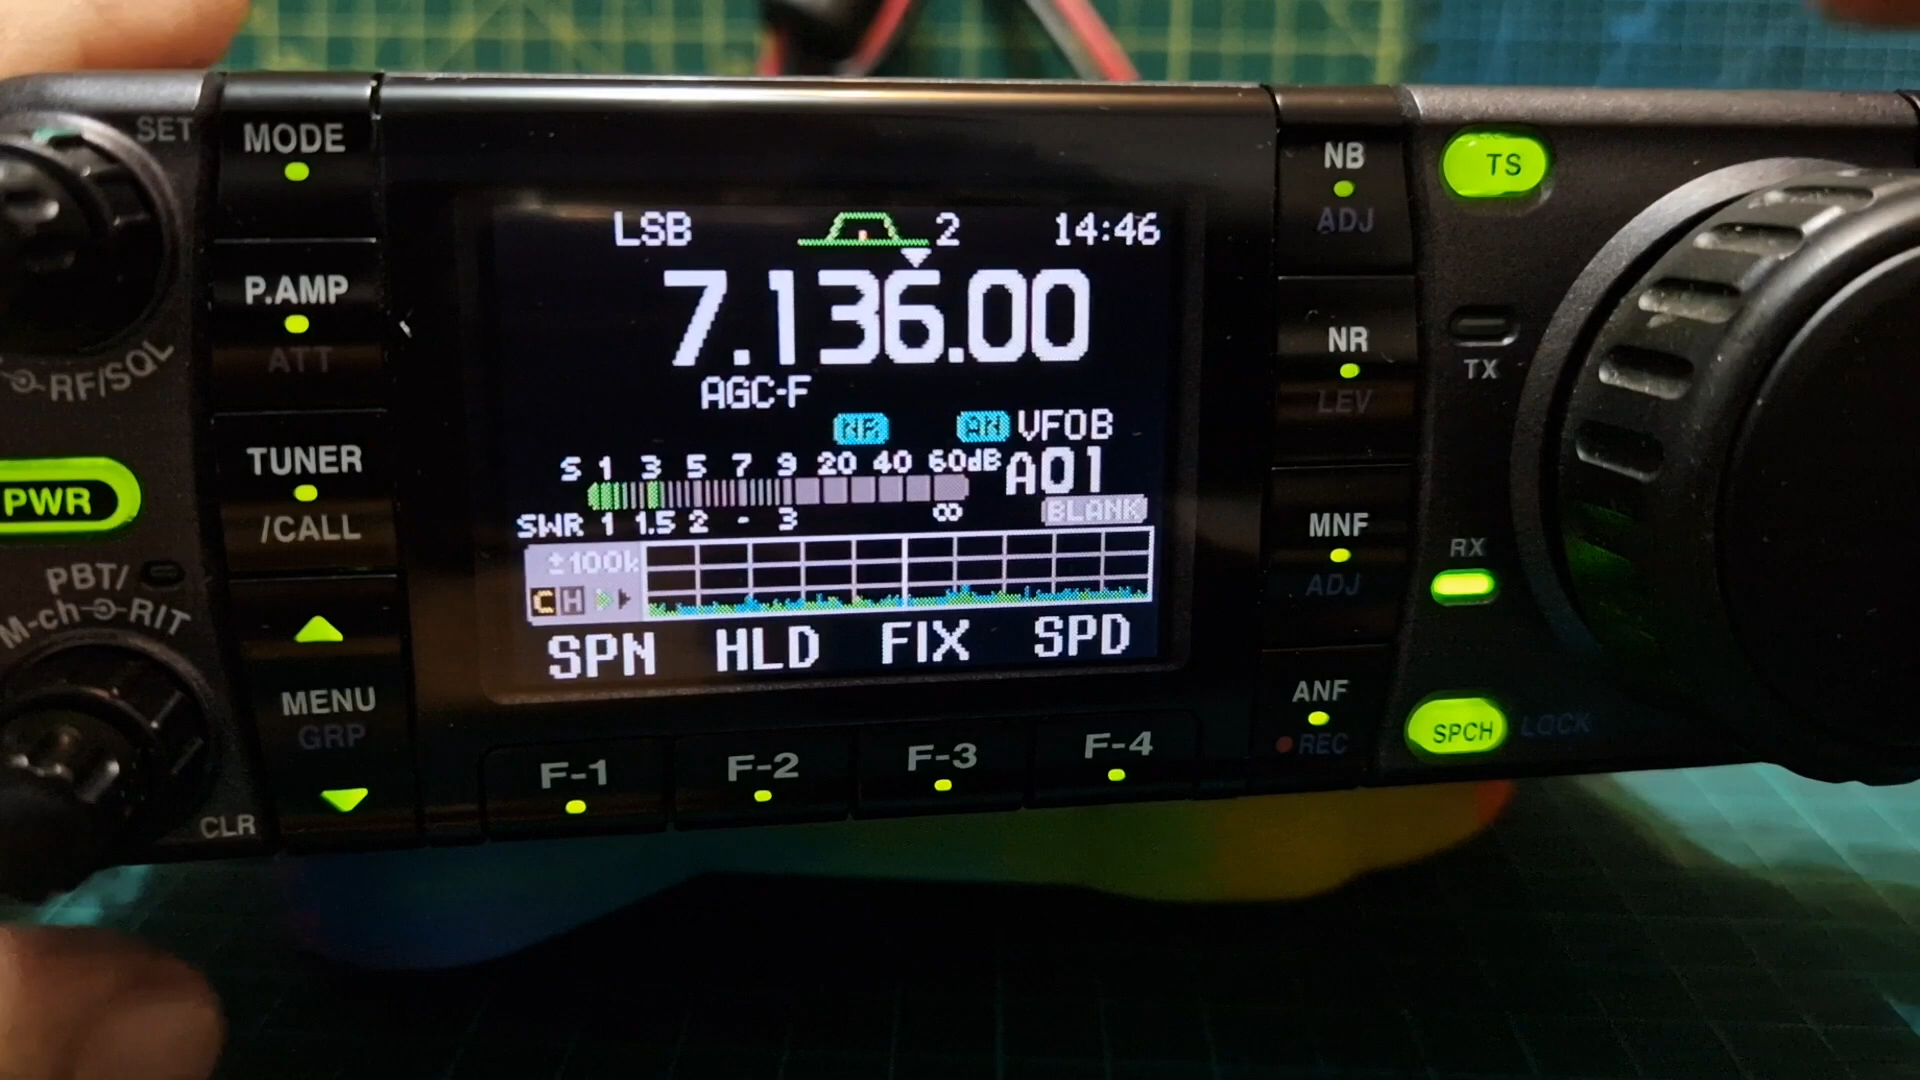 SET
MODE
P.AMP
ATT
RF/SQL
TUNER
/CALL
PWR
PBT/
M-ch RIT
MENU
GRP
CLR
LSB 2 14:46
7.136.00
AGC-F
NR AN VFOB
S 1 3 5 7 9 20 40 60dB A01
SWR 1 1.5 2 - 3 ∞ BLANK
±100k
C H
SPN HLD FIX SPD
F-1 F-2 F-3 F-4
NB
ADJ
NR
LEV
MNF
ADJ
ANF
REC
TS
TX
RX
SPCH LOCK